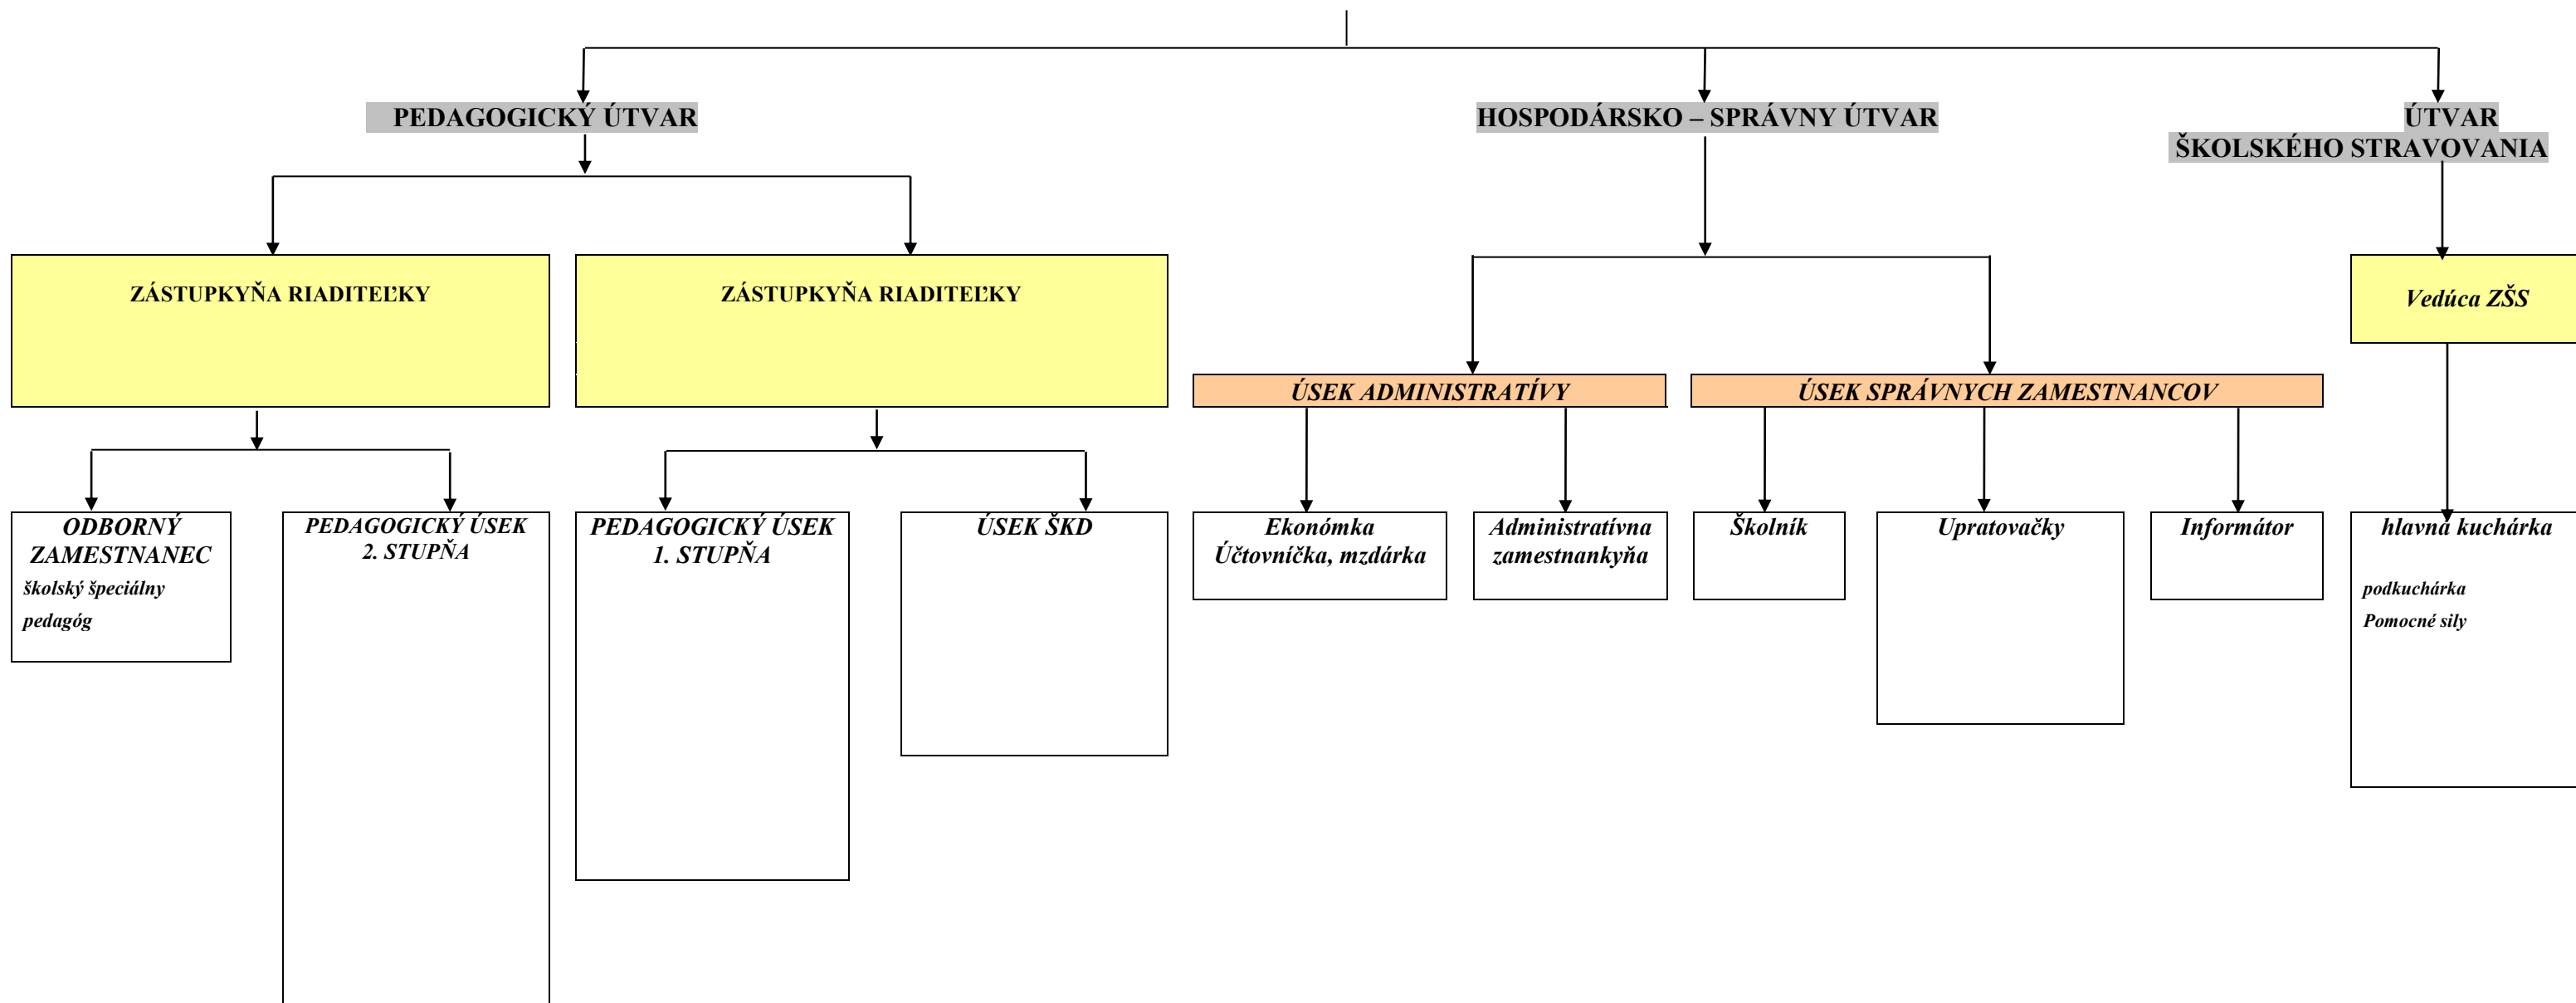 PEDAGOGICKÝ ÚTVAR
HOSPODÁRSKO – SPRÁVNY ÚTVAR
ÚTVAR
ŠKOLSKÉHO STRAVOVANIA
ZÁSTUPKYŇA RIADITEĽKY
ZÁSTUPKYŇA RIADITEĽKY
Vedúca ZŠS
ÚSEK ADMINISTRATÍVY
ÚSEK SPRÁVNYCH ZAMESTNANCOV
ODBORNÝ
ZAMESTNANEC
školský špeciálny
pedagóg
PEDAGOGICKÝ ÚSEK
2. STUPŇA
PEDAGOGICKÝ ÚSEK
1. STUPŇA
ÚSEK ŠKD
Ekonómka
Účtovníčka, mzdárka
Administratívna
zamestnankyňa
Školník
Upratovačky
Informátor
hlavná kuchárka
podkuchárka
Pomocné sily